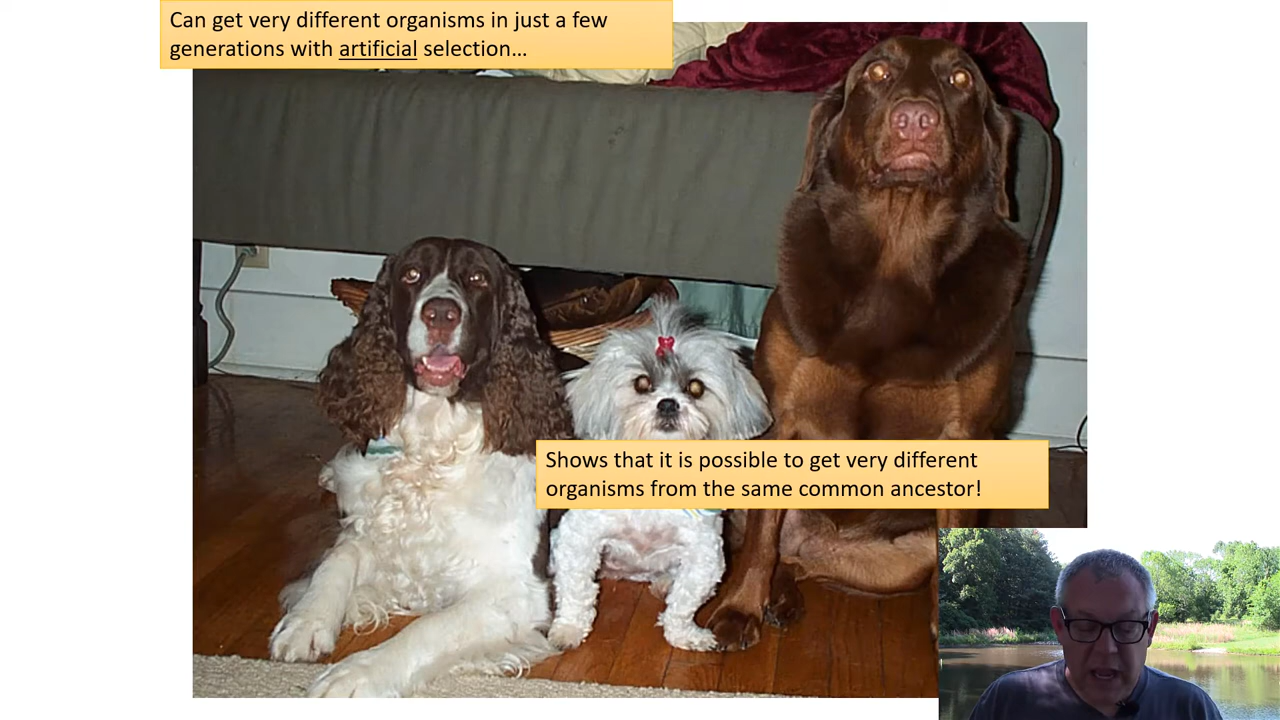 Can get very different organisms in just a few
generations with artificial selection…
Shows that it is possible to get very different
organisms from the same common ancestor!